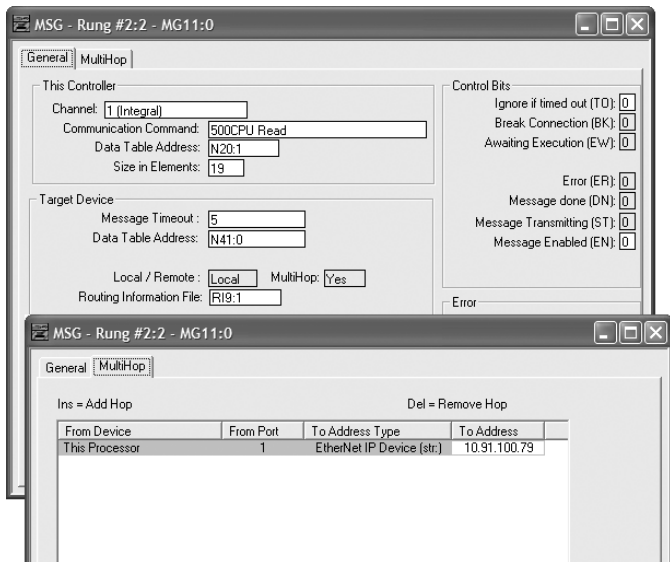 MSG - Rung #2:2 - MG11:0
General MultiHop
This Controller
Channel: 1 (Integral)
Communication Command: 500CPU Read
Data Table Address: N20:1
Size in Elements: 19
Target Device
Message Timeout : 5
Data Table Address: N41:0
Local / Remote : Local MultiHop: Yes
Routing Information File: RI9:1
Control Bits
Ignore if timed out (TO): 0
Break Connection (BK): 0
Awaiting Execution (EW): 0
Error (ER): 0
Message done (DN): 0
Message Transmitting (ST): 0
Message Enabled (EN): 0
Error
MSG - Rung #2:2 - MG11:0
General MultiHop
Ins = Add Hop Del = Remove Hop
From Device From Port To Address Type To Address
This Processor 1 EtherNet IP Device (str.) 10.91.100.79